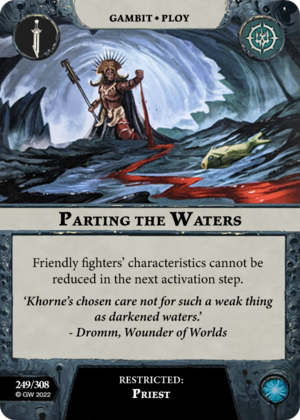 GAMBIT • PLOY
PARTING THE WATERS
Friendly fighters' characteristics cannot be
reduced in the next activation step.
'Khorne's chosen care not for such a weak thing
as darkened waters.'
- Dromm, Wounder of Worlds
249/308
© GW 2022
RESTRICTED:
PRIEST